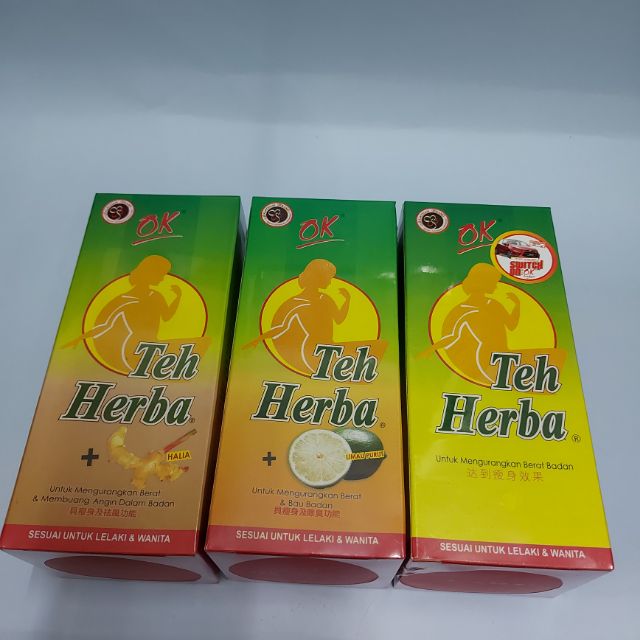 OK
Teh
Herba®
+
HALIA
Untuk Mengurangkan Berat
& Membuang Angin Dalam Badan
具瘦身及祛風功能
SESUAI UNTUK LELAKI & WANITA
OK
Teh
Herba®
+
LIMAU PURUT
Untuk Mengurangkan Berat
& Bau Badan
具瘦身及除臭功能
SESUAI UNTUK LELAKI & WANITA
OK
SWITCH
Teh
Herba®
Untuk Mengurangkan Berat Badan
达到瘦身效果
SESUAI UNTUK LELAKI & WANITA